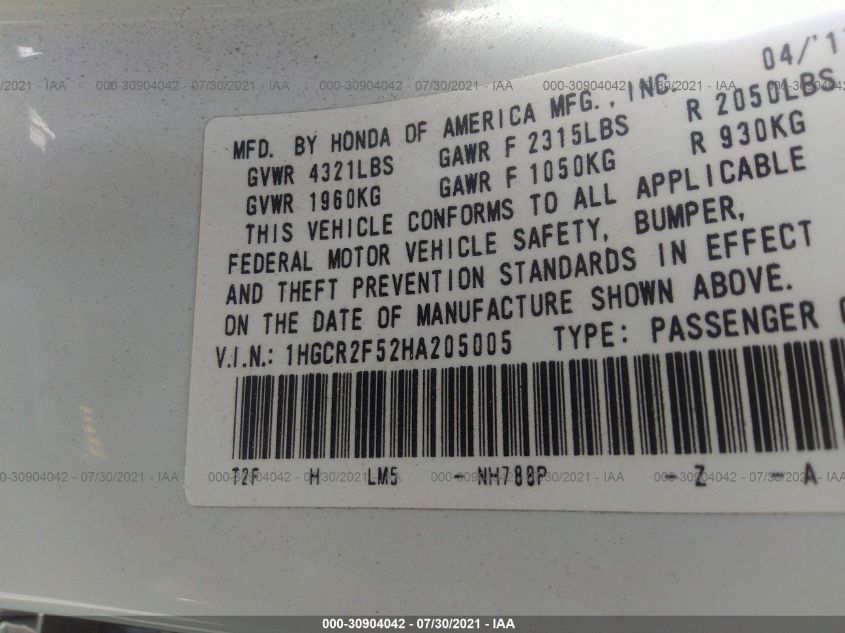 04/'1
MFD. BY HONDA OF AMERICA MFG., INC
GVWR 4321LBS GAWR F 2315LBS R 2050LBS
GVWR 1960KG GAWR F 1050KG R 930KG
THIS VEHICLE CONFORMS TO ALL APPLICABLE
FEDERAL MOTOR VEHICLE SAFETY, BUMPER,
AND THEFT PREVENTION STANDARDS IN EFFECT
ON THE DATE OF MANUFACTURE SHOWN ABOVE.
V.I.N.: 1HGCR2F52HA205005 TYPE: PASSENGER
T2F H LM5 - NH788P - Z - A
000-30904042 - 07/30/2021 - IAA